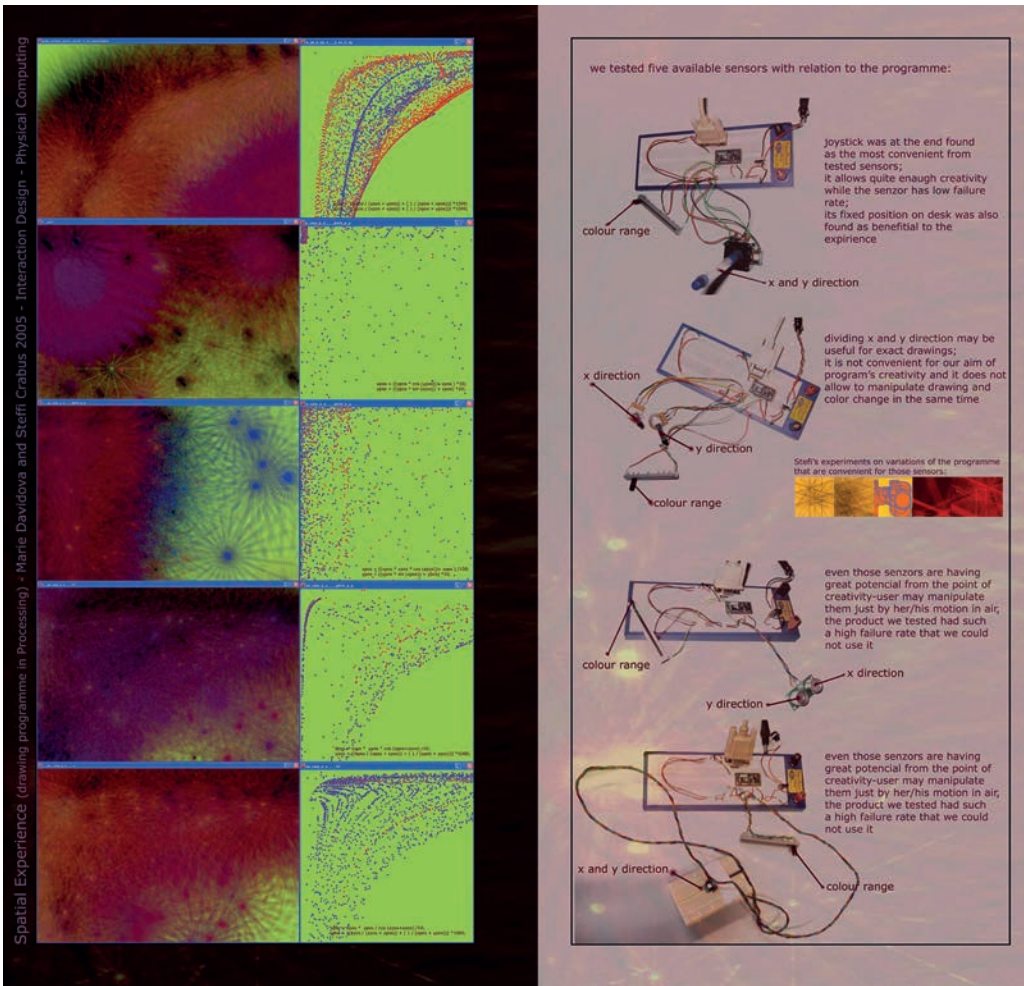 Spatial Experience (drawing programme in Processing) - Marie Davidova and Steffi Crabus 2005 - Interaction Design - Physical Computing
we tested five available sensors with relation to the programme:
joystick was at the end found
as the most convenient from
tested sensors;
it allows quite enaugh creativity
while the senzor has low failure
rate;
its fixed position on desk was also
found as benefitial to the
expirience
colour range
x and y direction
dividing x and y direction may be
useful for exact drawings;
it is not convenient for our aim of
program's creativity and it does not
allow to manipulate drawing and
color change in the same time
x direction
y direction
colour range
Stefi's experiments on variations of the programme
that are convenient for those sensors:
even those senzors are having
great potencial from the point of
creativity-user may manipulate
them just by her/his motion in air,
the product we tested had such
a high failure rate that we could
not use it
colour range
x direction
y direction
even those senzors are having
great potencial from the point of
creativity-user may manipulate
them just by her/his motion in air,
the product we tested had such
a high failure rate that we could
not use it
x and y direction
colour range